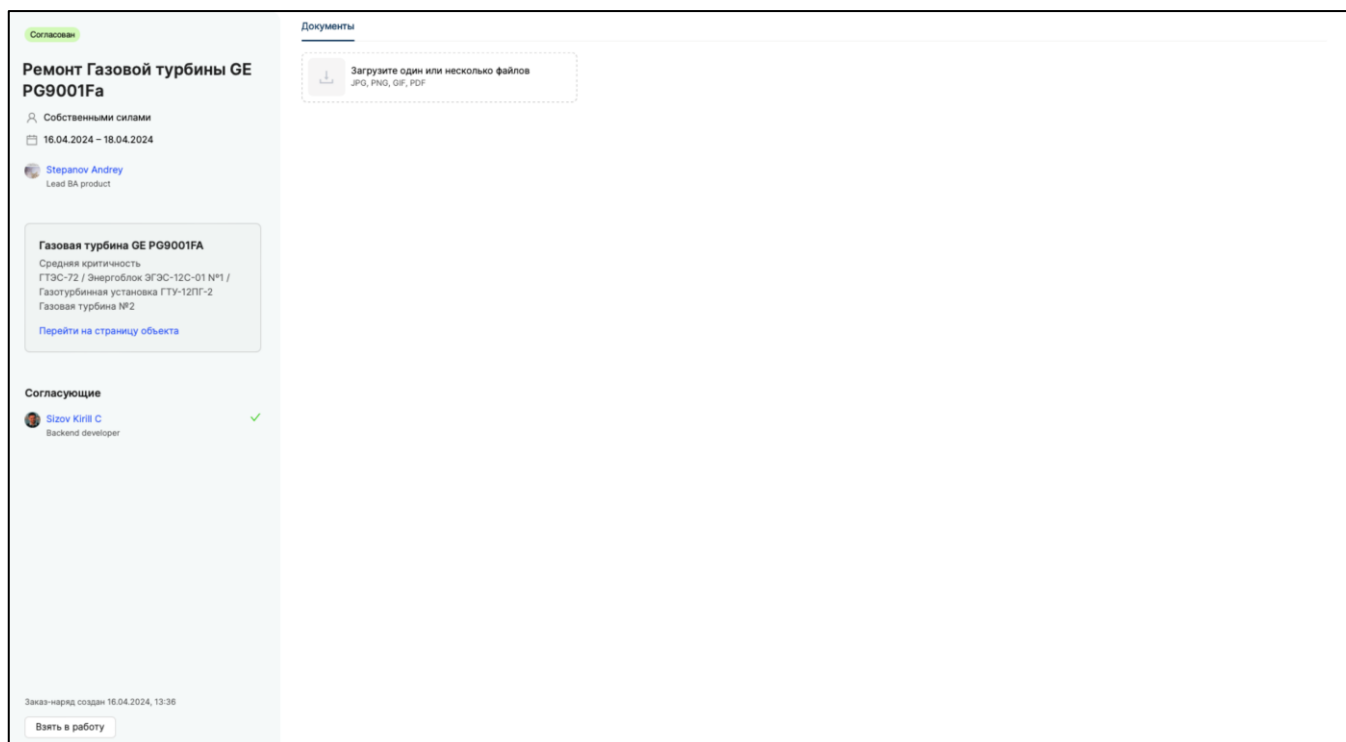 Согласован
Ремонт Газовой турбины GE
PG9001Fa
Собственными силами
16.04.2024 – 18.04.2024
Stepanov Andrey
Lead BA product
Газовая турбина GE PG9001FA
Средняя критичность
ГТЭС-72 / Энергоблок ЭГЭС-12С-01 №1 /
Газотурбинная установка ГТУ-12ПГ-2
Газовая турбина №2
Перейти на страницу объекта
Согласующие
Sizov Kirill C
Backend developer
Заказ-наряд создан 16.04.2024, 13:36
Взять в работу
Документы
Загрузите один или несколько файлов
JPG, PNG, GIF, PDF